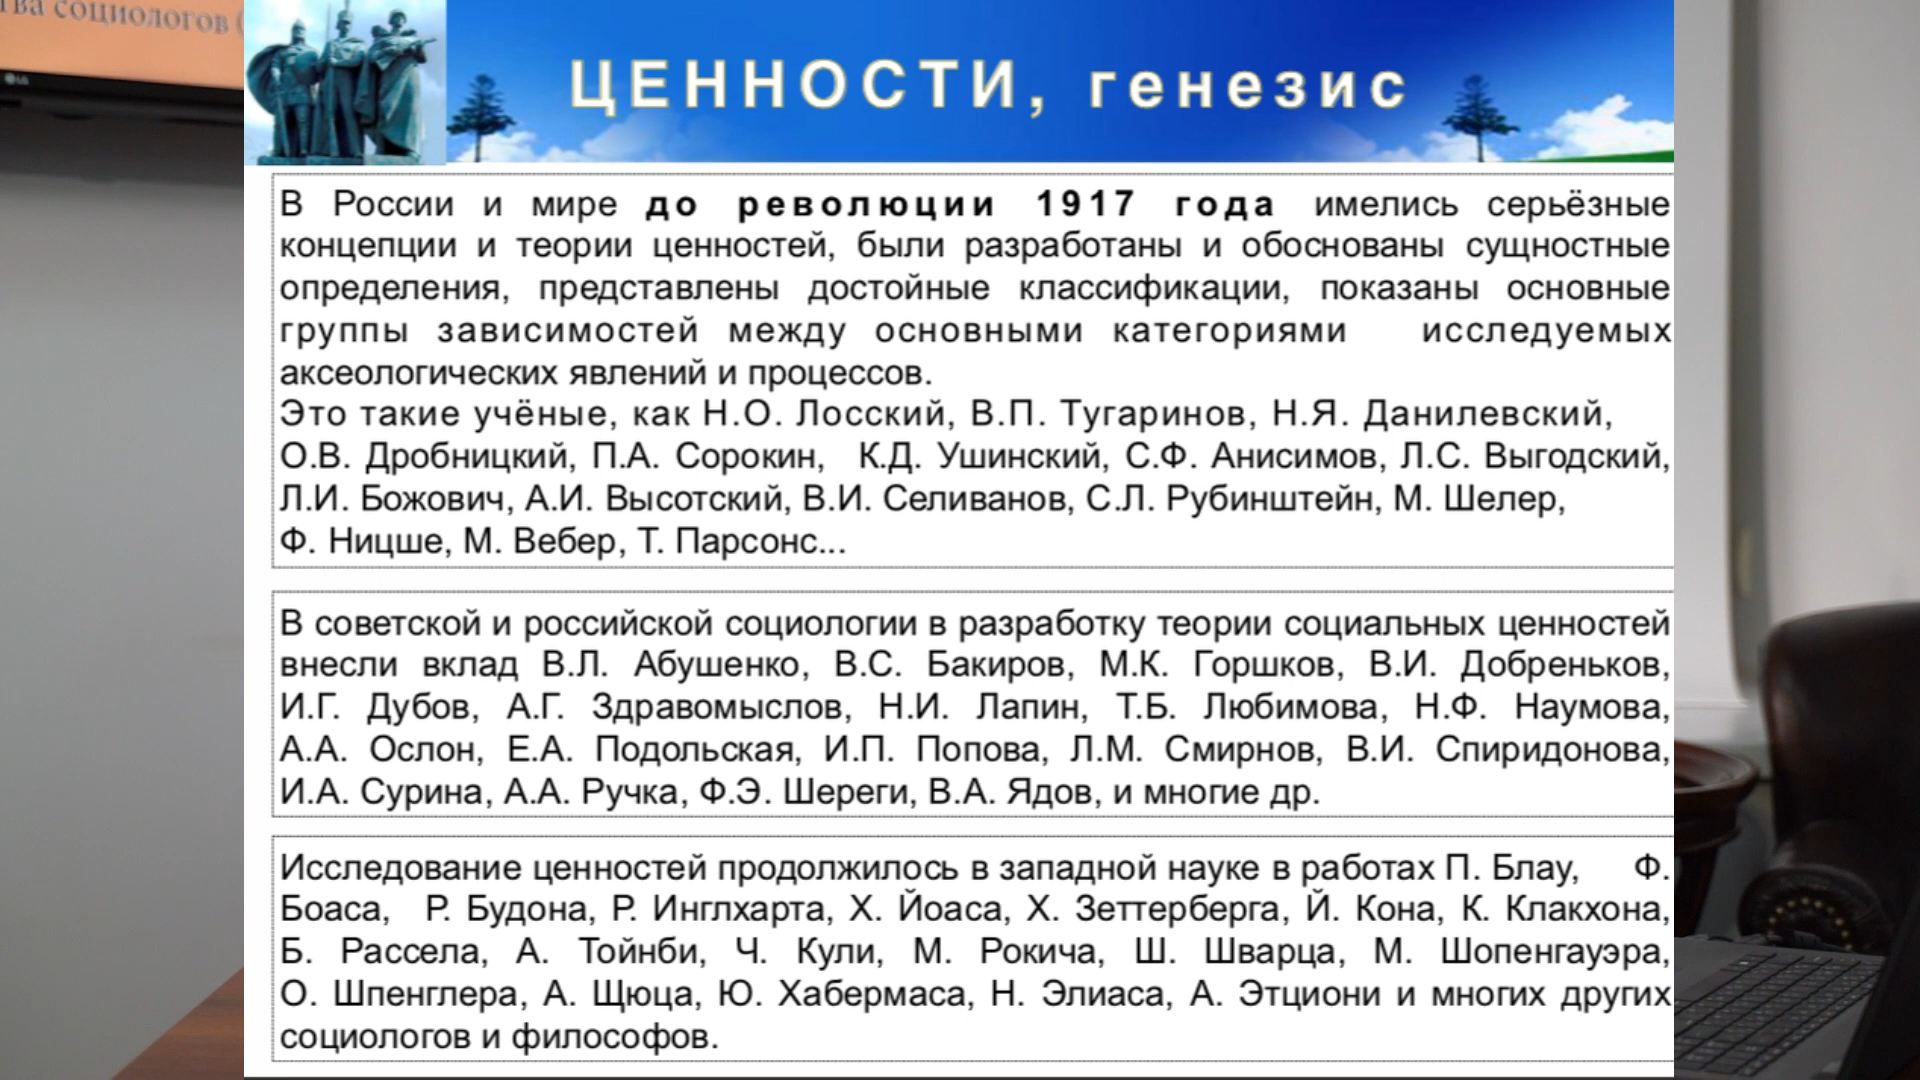 тва социологов (
LG
ЦЕННОСТИ, генезис
В России и мире до революции 1917 года имелись серьёзные
концепции и теории ценностей, были разработаны и обоснованы сущностные
определения, представлены достойные классификации, показаны основные
группы зависимостей между основными категориями исследуемых
аксеологических явлений и процессов.
Это такие учёные, как Н.О. Лосский, В.П. Тугаринов, Н.Я. Данилевский,
О.В. Дробницкий, П.А. Сорокин, К.Д. Ушинский, С.Ф. Анисимов, Л.С. Выгодский,
Л.И. Божович, А.И. Высотский, В.И. Селиванов, С.Л. Рубинштейн, М. Шелер,
Ф. Ницше, М. Вебер, Т. Парсонс...
В советской и российской социологии в разработку теории социальных ценностей
внесли вклад В.Л. Абушенко, В.С. Бакиров, М.К. Горшков, В.И. Добреньков,
И.Г. Дубов, А.Г. Здравомыслов, Н.И. Лапин, Т.Б. Любимова, Н.Ф. Наумова,
А.А. Ослон, Е.А. Подольская, И.П. Попова, Л.М. Смирнов, В.И. Спиридонова,
И.А. Сурина, А.А. Ручка, Ф.Э. Шереги, В.А. Ядов, и многие др.
Исследование ценностей продолжилось в западной науке в работах П. Блау, Ф.
Боаса, Р. Будона, Р. Инглхарта, Х. Йоаса, Х. Зеттерберга, Й. Кона, К. Клакхона,
Б. Рассела, А. Тойнби, Ч. Кули, М. Рокича, Ш. Шварца, М. Шопенгауэра,
О. Шпенглера, А. Щюца, Ю. Хабермаса, Н. Элиаса, А. Этциони и многих других
социологов и философов.